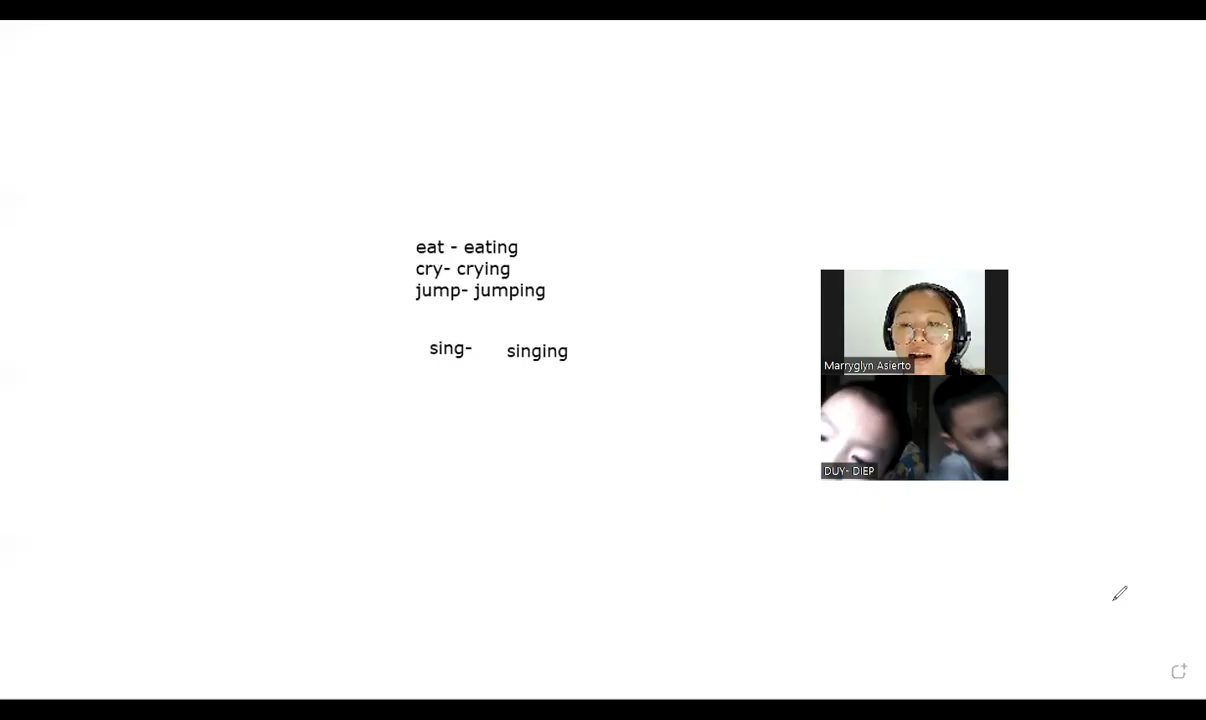 eat - eating
cry- crying
jump- jumping
sing- singing
Marryglyn Asierto
DUY- DIEP